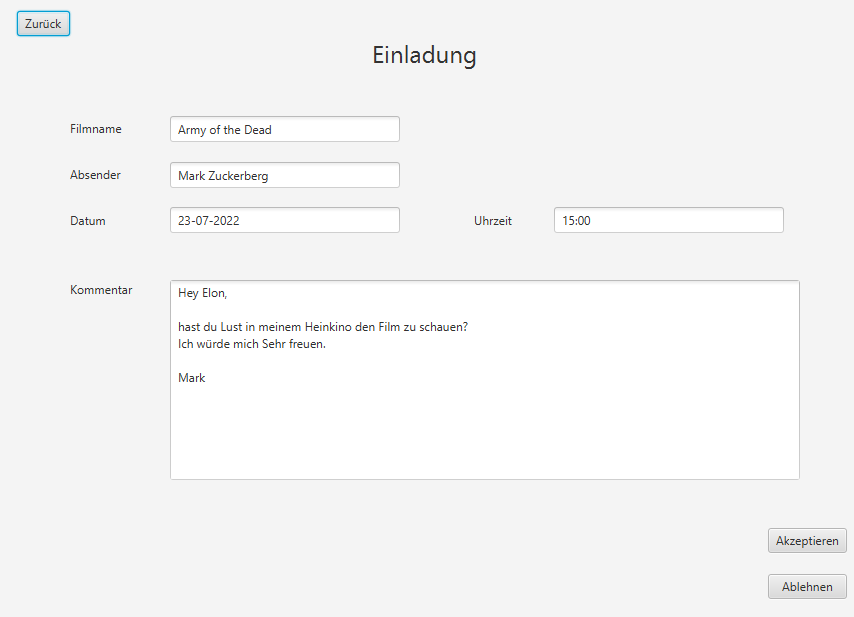 Zurück
Einladung
Filmname
Army of the Dead
Absender
Mark Zuckerberg
Datum
23-07-2022
Uhrzeit
15:00
Kommentar
Hey Elon,
hast du Lust in meinem Heinkino den Film zu schauen?
Ich würde mich Sehr freuen.
Mark
Akzeptieren
Ablehnen